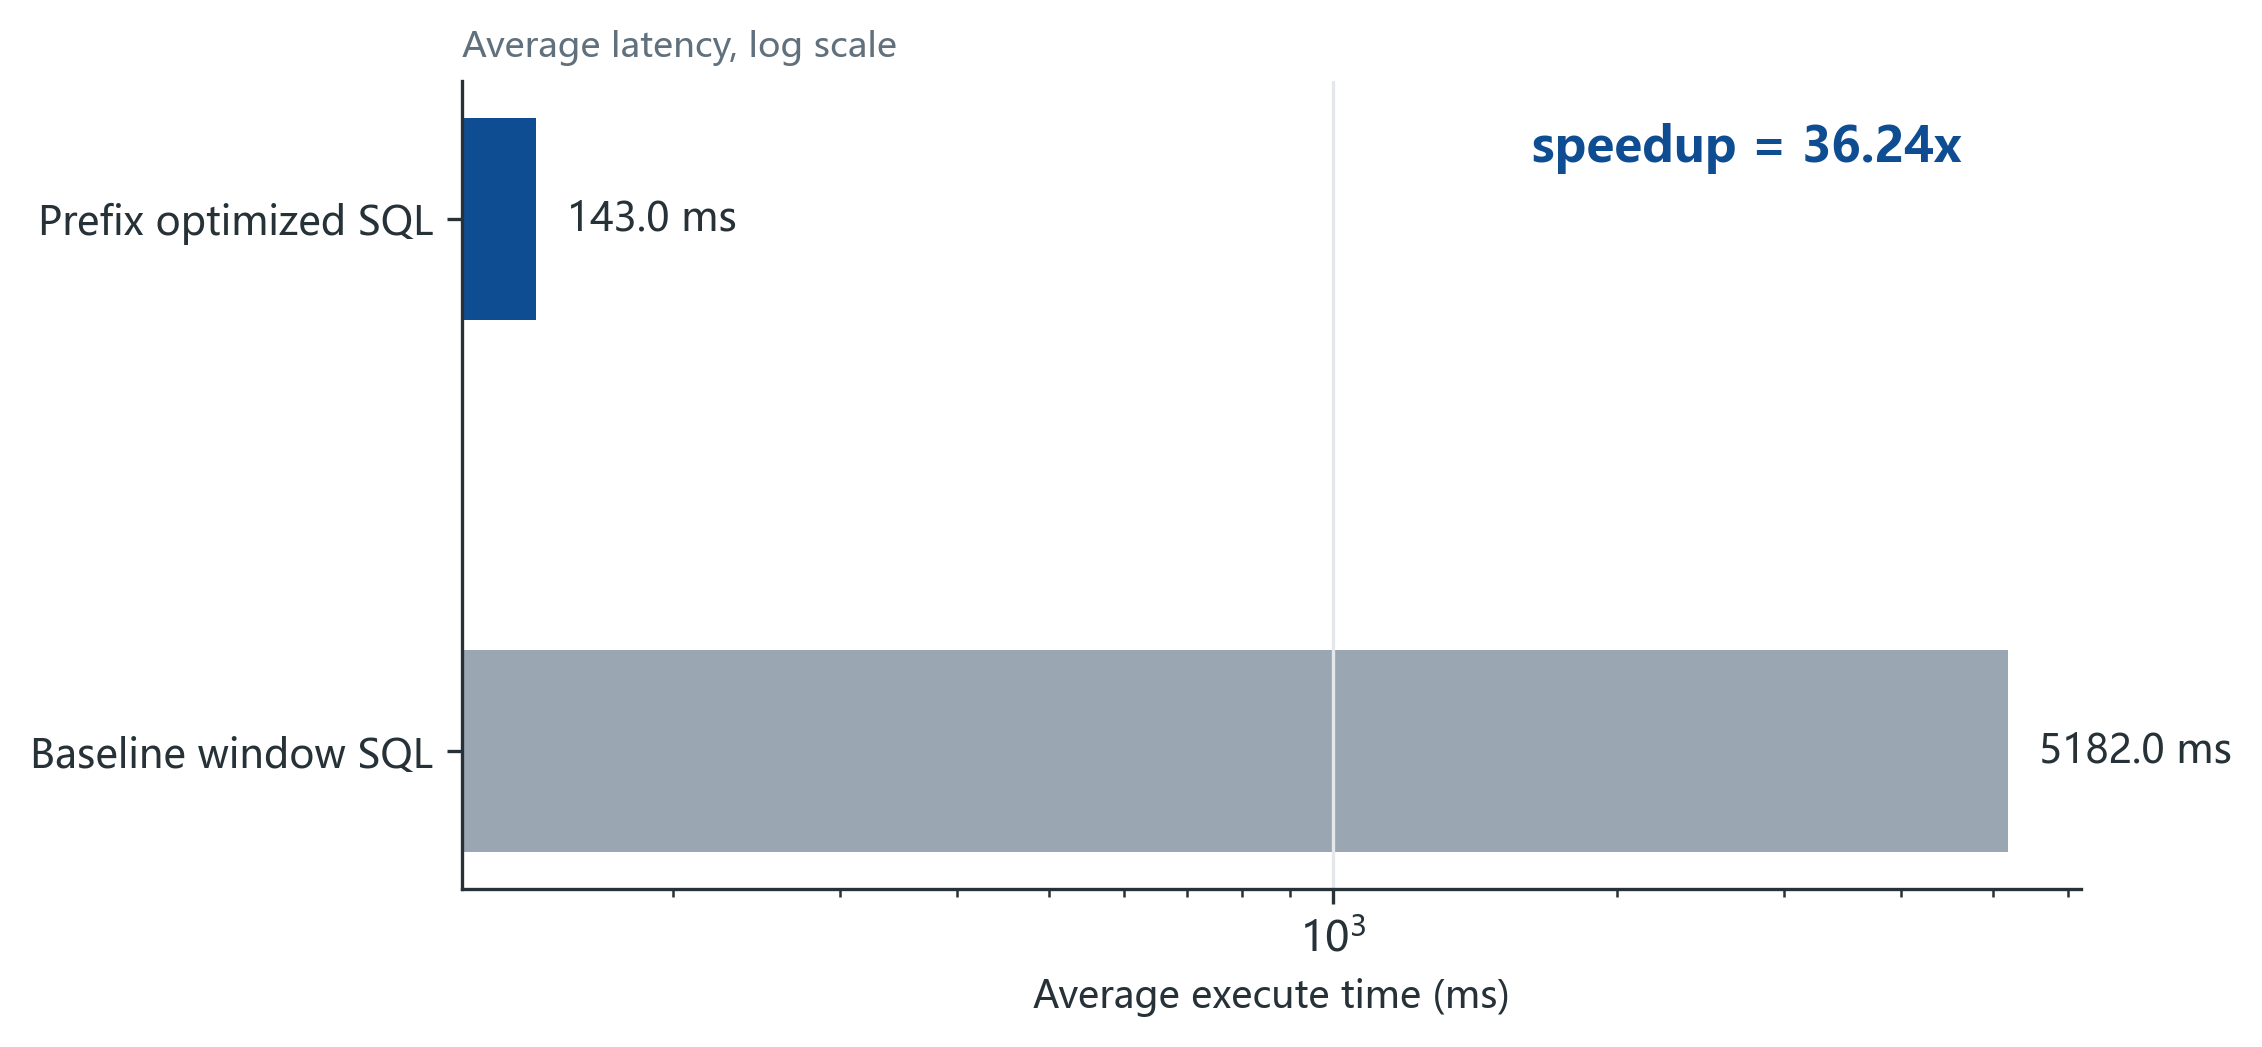 Average latency, log scale
speedup = 36.24x
Prefix optimized SQL
143.0 ms
Baseline window SQL
5182.0 ms
10³
Average execute time (ms)